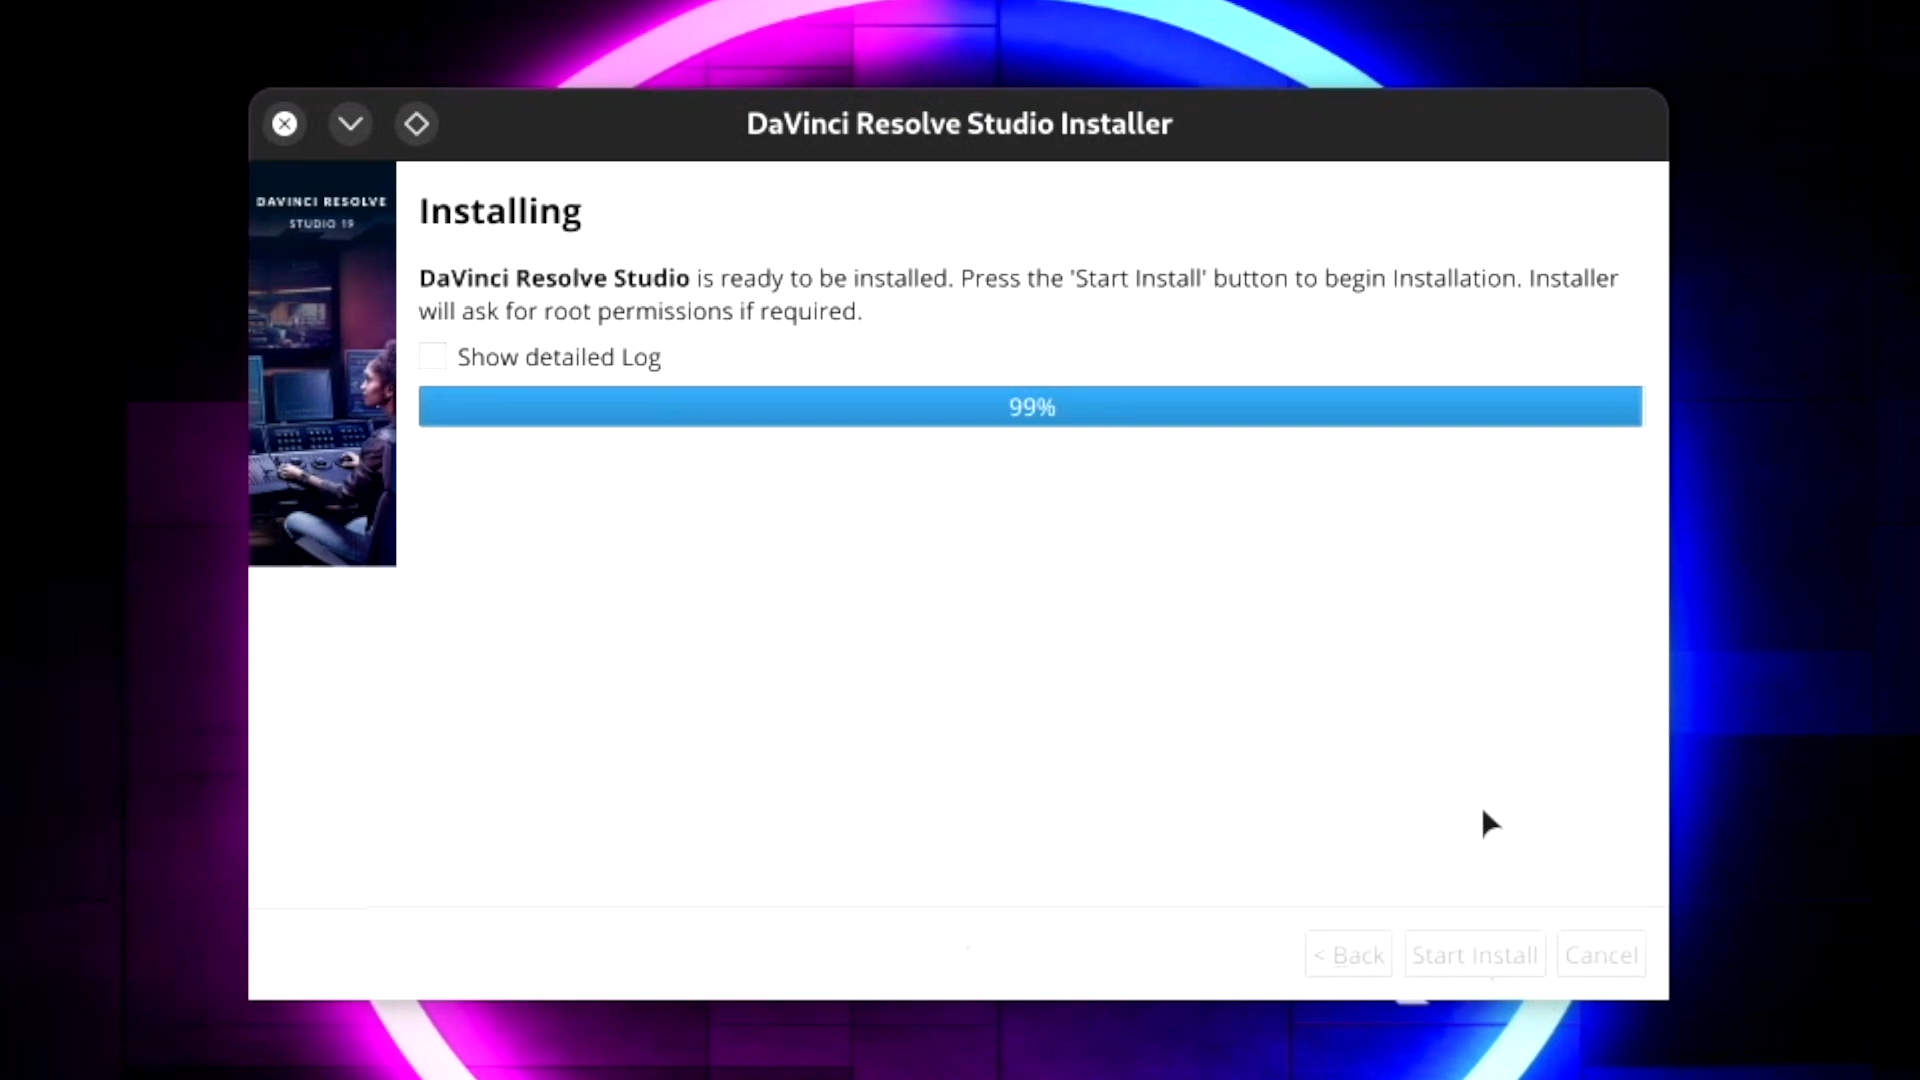 DaVinci Resolve Studio Installer
DAVINCI RESOLVE
STUDIO 19
Installing
DaVinci Resolve Studio is ready to be installed. Press the 'Start Install' button to begin Installation. Installer
will ask for root permissions if required.
Show detailed Log
99%
< Back Start Install Cancel